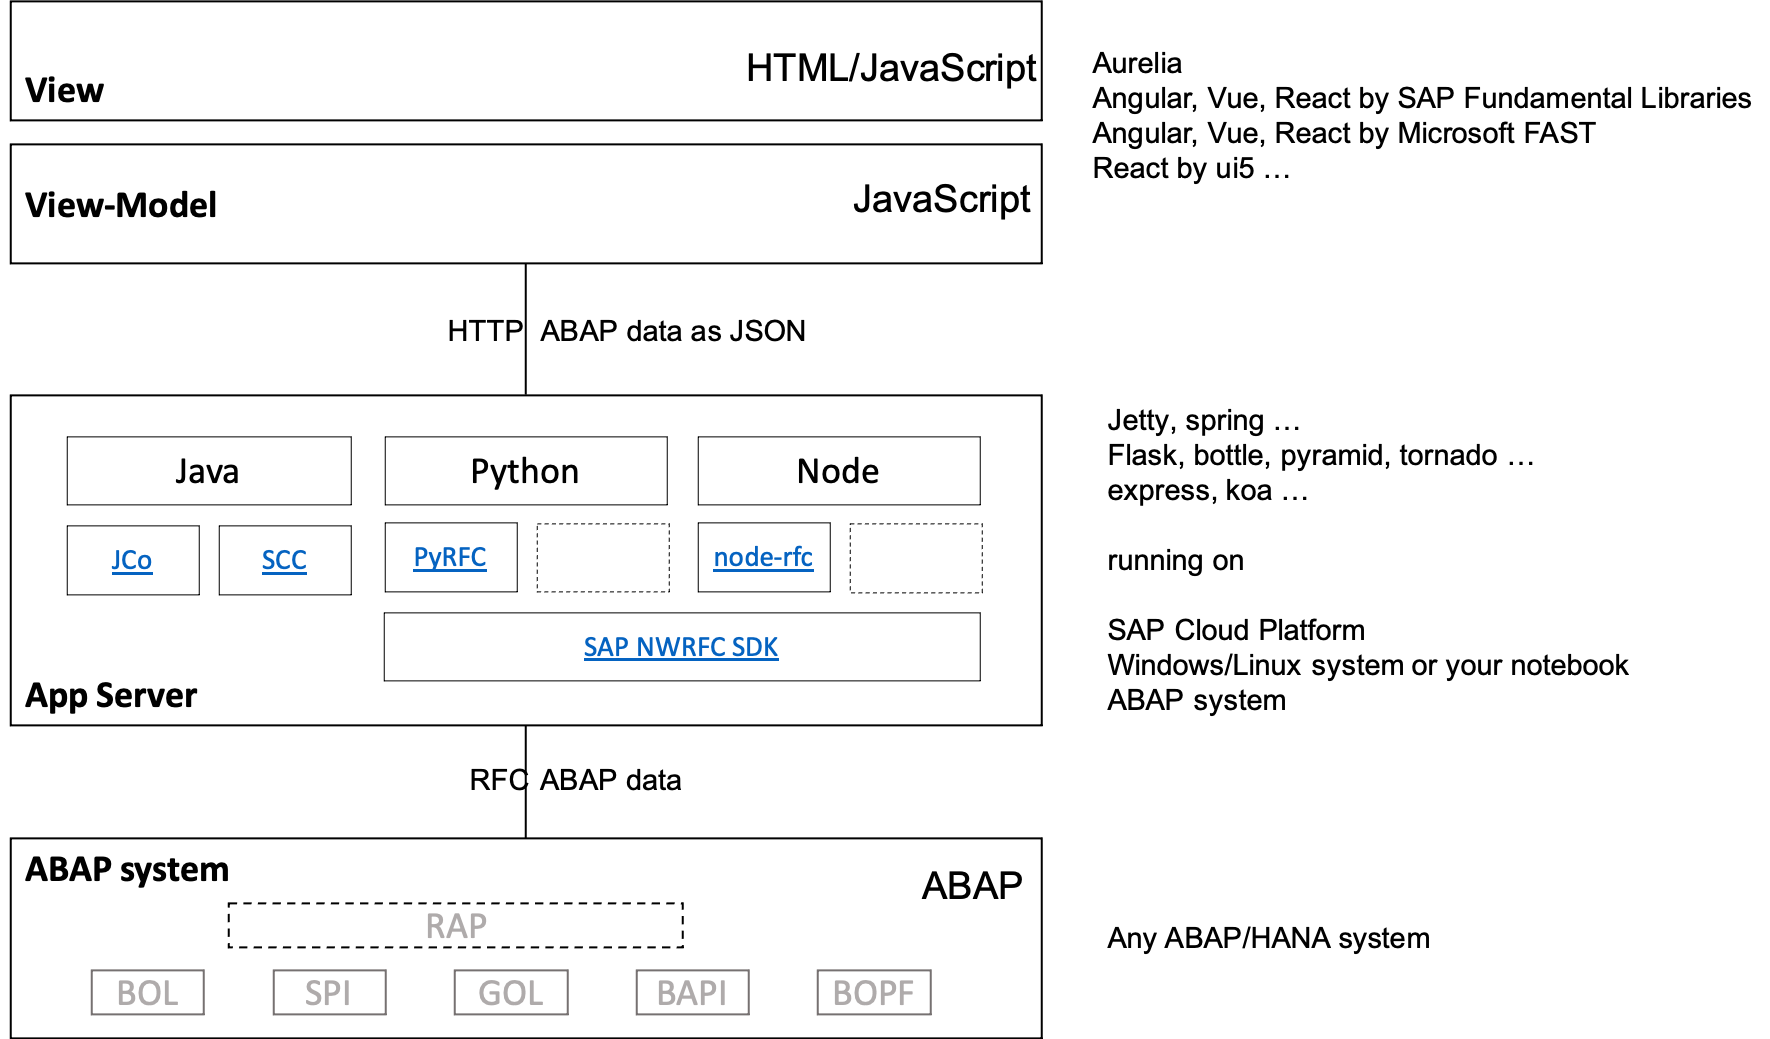 HTML/JavaScript
View
Aurelia
Angular, Vue, React by SAP Fundamental Libraries
Angular, Vue, React by Microsoft FAST
React by ui5 …
View-Model
JavaScript
HTTP
ABAP data as JSON
Java
Python
Node
JCo
SCC
PyRFC
node-rfc
SAP NWRFC SDK
App Server
Jetty, spring …
Flask, bottle, pyramid, tornado …
express, koa …
running on
SAP Cloud Platform
Windows/Linux system or your notebook
ABAP system
RFC
ABAP data
ABAP system
ABAP
RAP
BOL
SPI
GOL
BAPI
BOPF
Any ABAP/HANA system